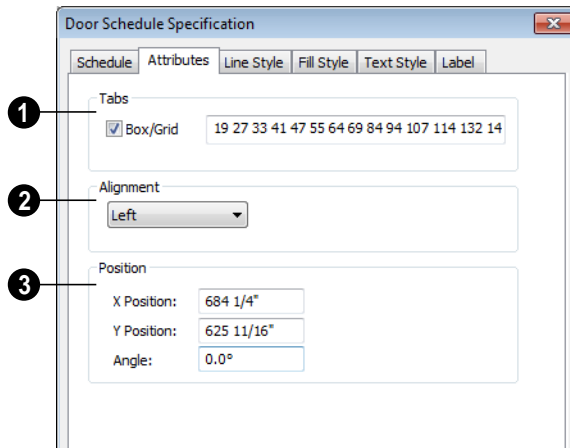 Door Schedule Specification
Schedule Attributes Line Style Fill Style Text Style Label
1
Tabs
Box/Grid 19 27 33 41 47 55 64 69 84 94 107 114 132 14
2
Alignment
Left
3
Position
X Position: 684 1/4"
Y Position: 625 11/16"
Angle: 0.0°